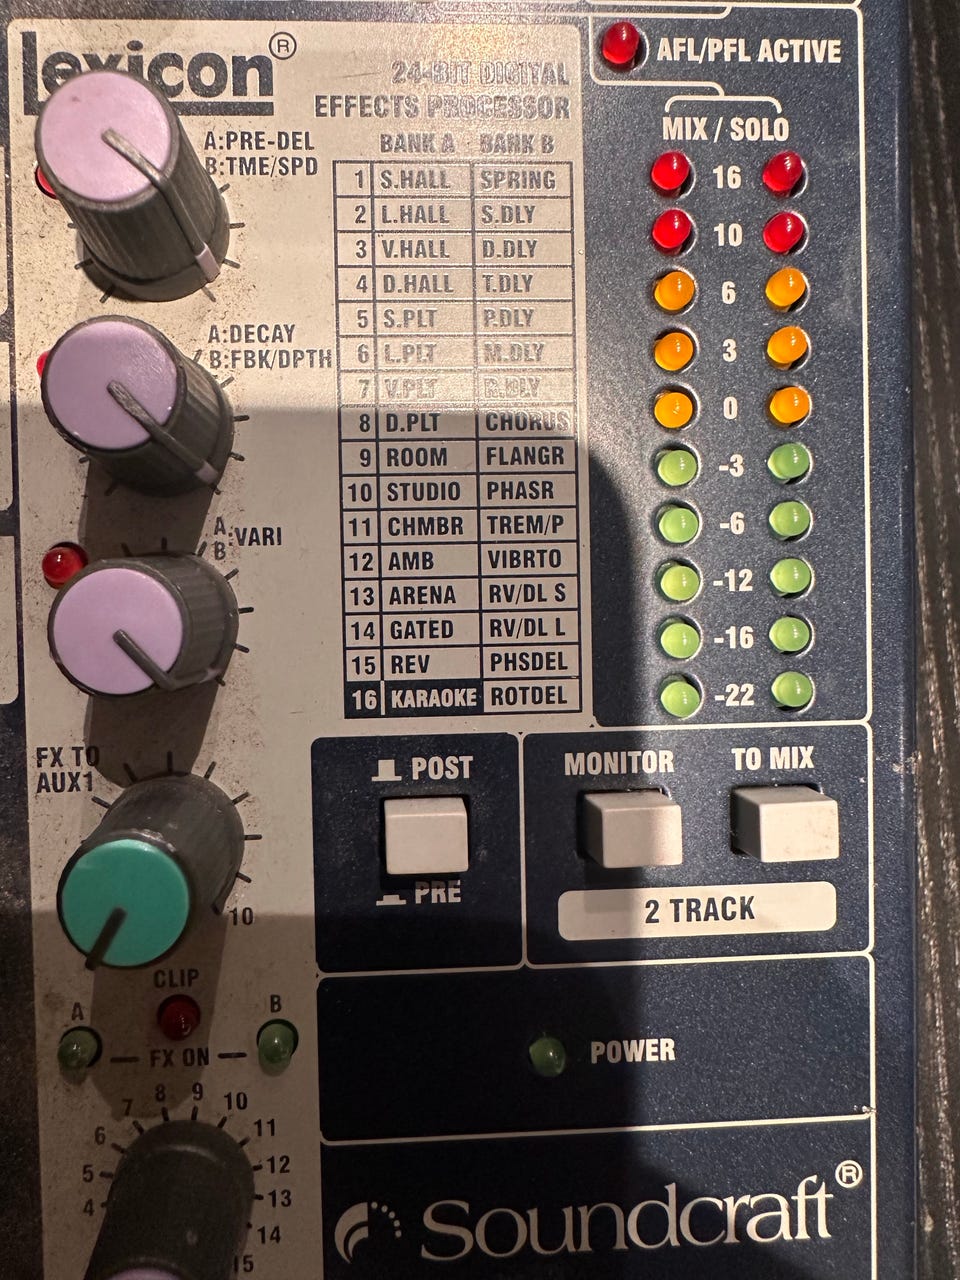 lexicon®
24-BIT DIGITAL
EFFECTS PROCESSOR
BANK A BANK B
1 S.HALL SPRING
2 L.HALL S.DLY
3 V.HALL D.DLY
4 D.HALL T.DLY
5 S.PLT P.DLY
6 L.PLT M.DLY
7 V.PLT R.DLY
8 D.PLT CHORUS
9 ROOM FLANGR
10 STUDIO PHASR
11 CHMBR TREM/P
12 AMB VIBRTO
13 ARENA RV/DL S
14 GATED RV/DL L
15 REV PHSDEL
16 KARAOKE ROTDEL
A:PRE-DEL
B:TME/SPD
A:DECAY
B:FBK/DPTH
A
B:VARI
FX TO
AUX1
10
CLIP
A B
FX ON
4 5 6 7 8 9 10 11 12 13 14 15
AFL/PFL ACTIVE
MIX / SOLO
16
10
6
3
0
-3
-6
-12
-16
-22
POST
PRE
MONITOR TO MIX
2 TRACK
POWER
Soundcraft®